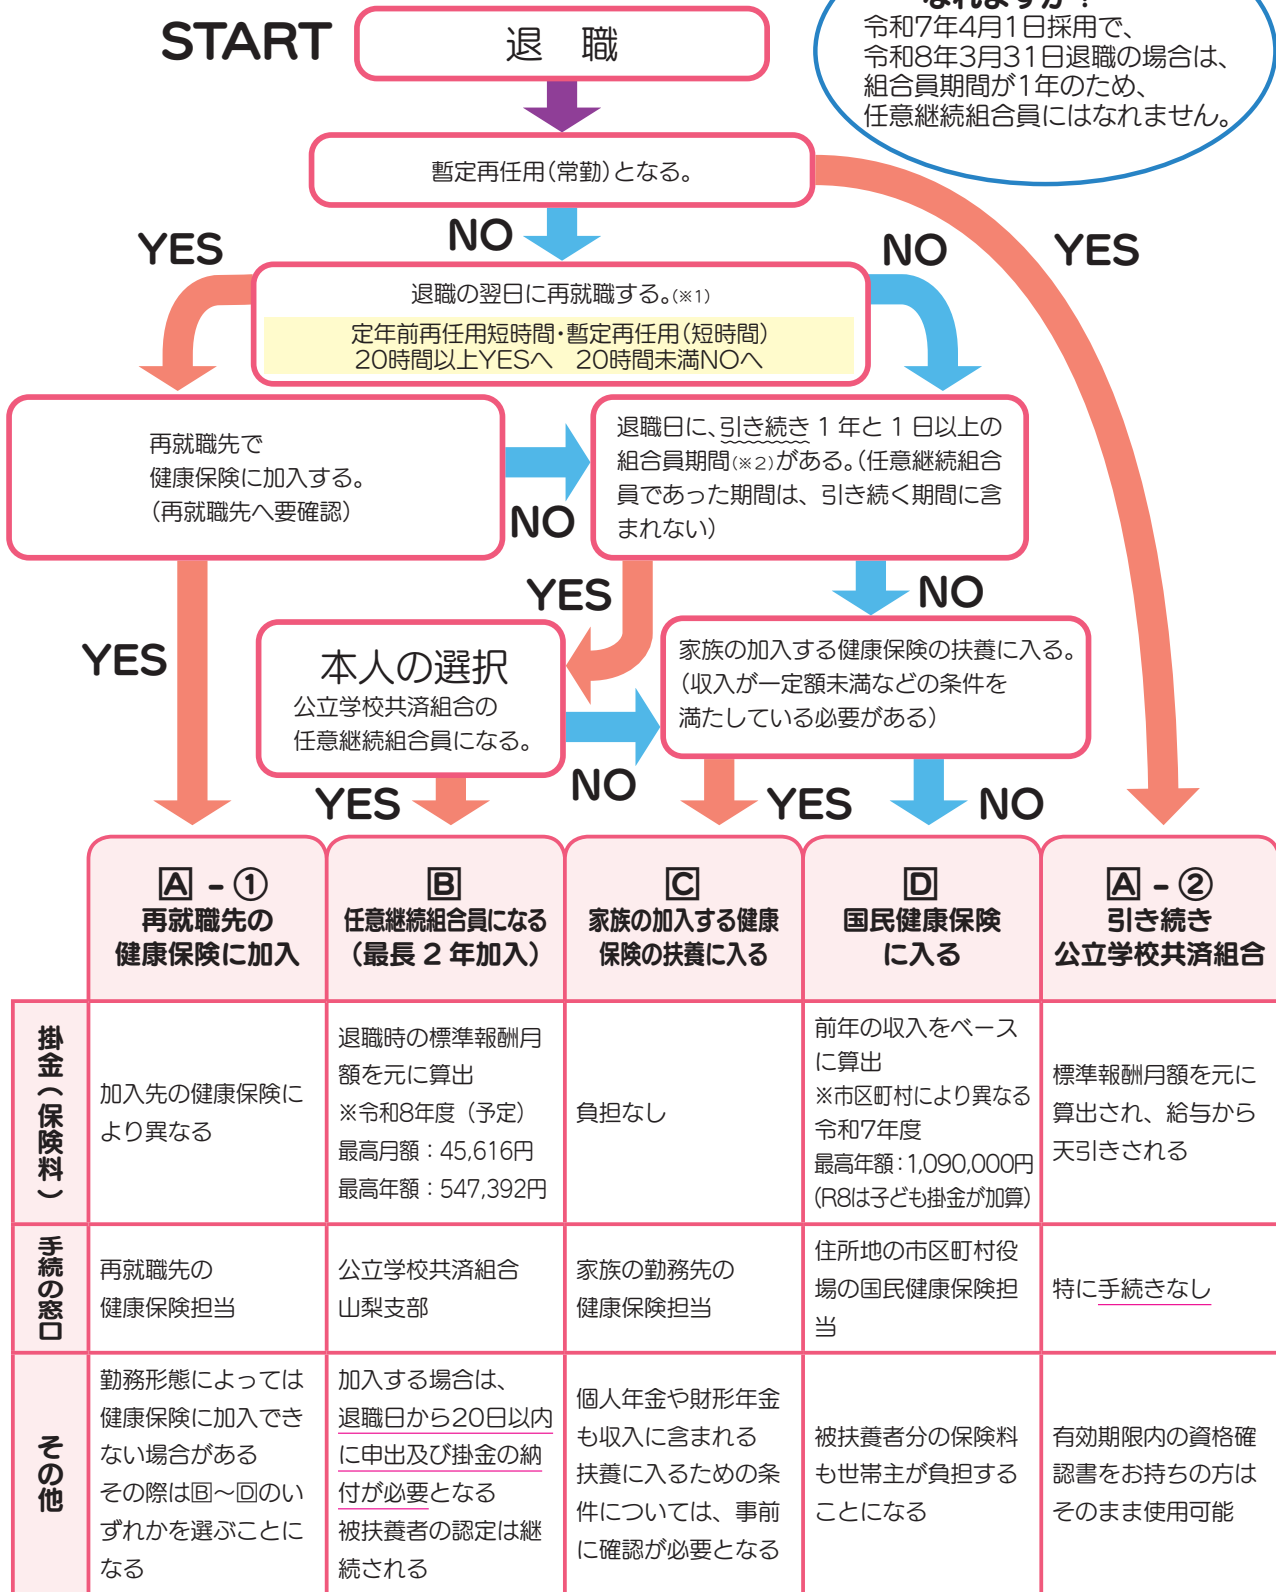 なれますか？
令和7年4月1日採用で、
令和8年3月31日退職の場合は、
組合員期間が1年のため、
任意継続組合員にはなれません。
START
退　職
暫定再任用（常勤）となる。
YES
NO
NO
YES
退職の翌日に再就職する。(※1)
定年前再任用短時間・暫定再任用（短時間）
20時間以上YESへ　20時間未満NOへ
再就職先で
健康保険に加入する。
（再就職先へ要確認）
NO
退職日に、引き続き 1 年と 1 日以上の
組合員期間(※2)がある。（任意継続組合
員であった期間は、引き続く期間に含
まれない）
YES
NO
YES
本人の選択
公立学校共済組合の
任意継続組合員になる。
家族の加入する健康保険の扶養に入る。
（収入が一定額未満などの条件を
満たしている必要がある）
NO
YES
YES
NO
A - ①
再就職先の
健康保険に加入
B
任意継続組合員になる
（最長 2 年加入）
C
家族の加入する健康
保険の扶養に入る
D
国民健康保険
に入る
A - ②
引き続き
公立学校共済組合
掛金（保険料）
加入先の健康保険に
より異なる
退職時の標準報酬月
額を元に算出
※令和8年度（予定）
最高月額：45,616円
最高年額：547,392円
負担なし
前年の収入をベース
に算出
※市区町村により異なる
令和7年度
最高年額：1,090,000円
（R8は子ども掛金が加算）
標準報酬月額を元に
算出され、給与から
天引きされる
手続の窓口
再就職先の
健康保険担当
公立学校共済組合
山梨支部
家族の勤務先の
健康保険担当
住所地の市区町村役
場の国民健康保険担
当
特に手続きなし
その他
勤務形態によっては
健康保険に加入でき
ない場合がある
その際はB～Dのい
ずれかを選ぶことに
なる
加入する場合は、
退職日から20日以内
に申出及び掛金の納
付が必要となる
被扶養者の認定は継
続される
個人年金や財形年金
も収入に含まれる
扶養に入るための条
件については、事前
に確認が必要となる
被扶養者分の保険料
も世帯主が負担する
ことになる
有効期限内の資格確
認書をお持ちの方は
そのまま使用可能